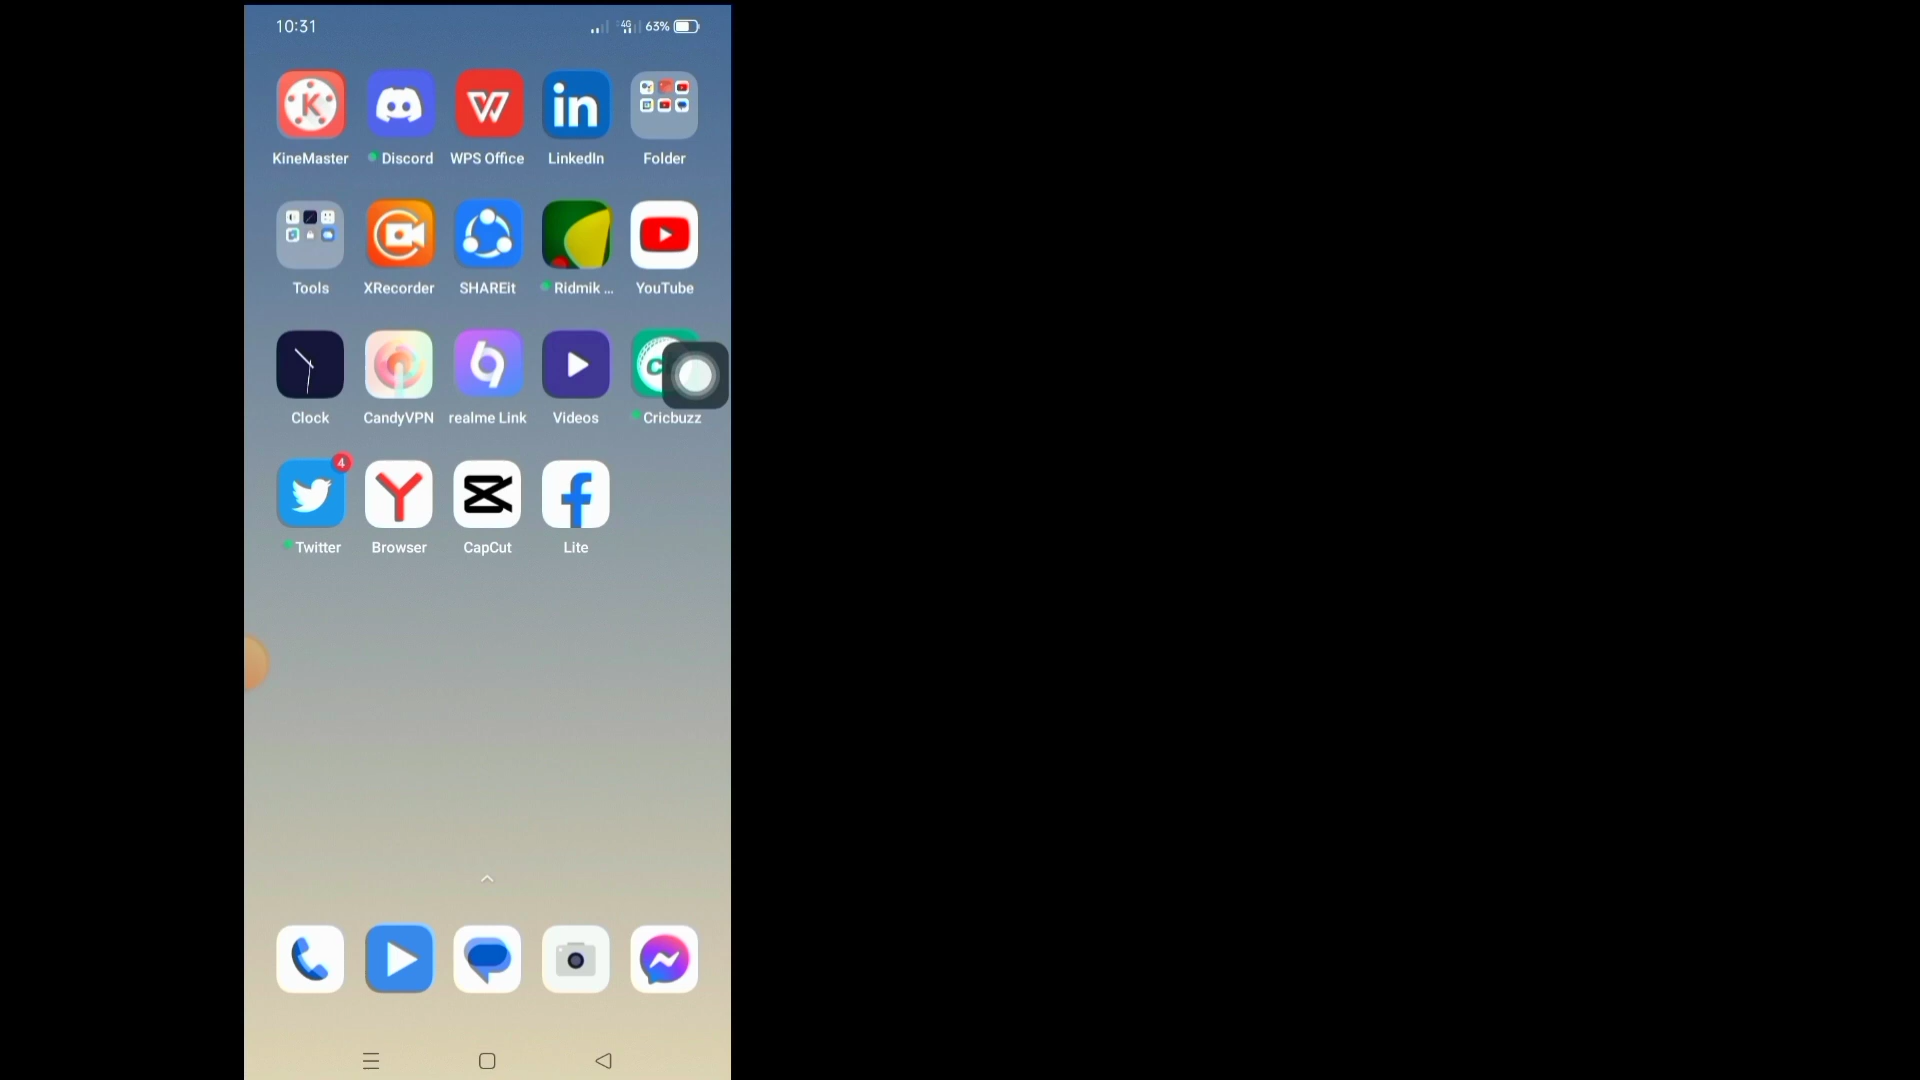 10:31 4G 63%
KineMaster Discord WPS Office LinkedIn Folder
Tools XRecorder SHAREit Ridmik ... YouTube
Clock CandyVPN realme Link Videos Cricbuzz
4
Twitter Browser CapCut Lite